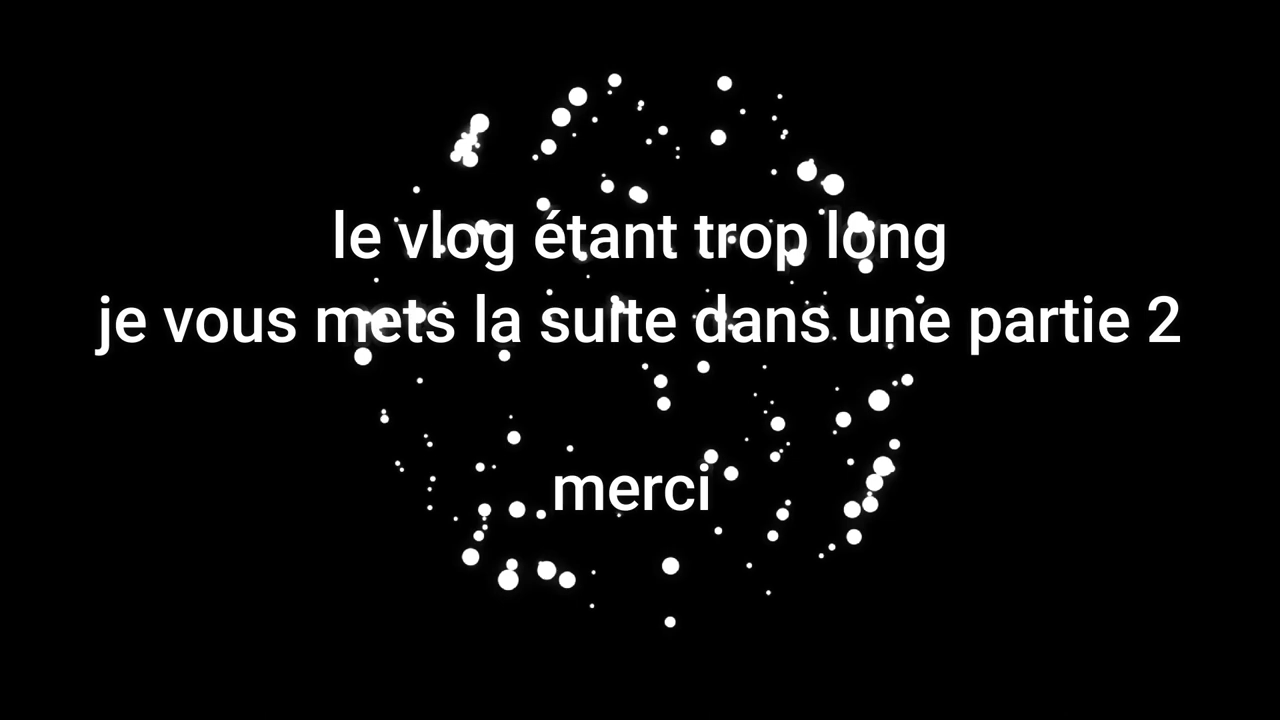 le vlog étant trop long
je vous mets la suite dans une partie 2
merci